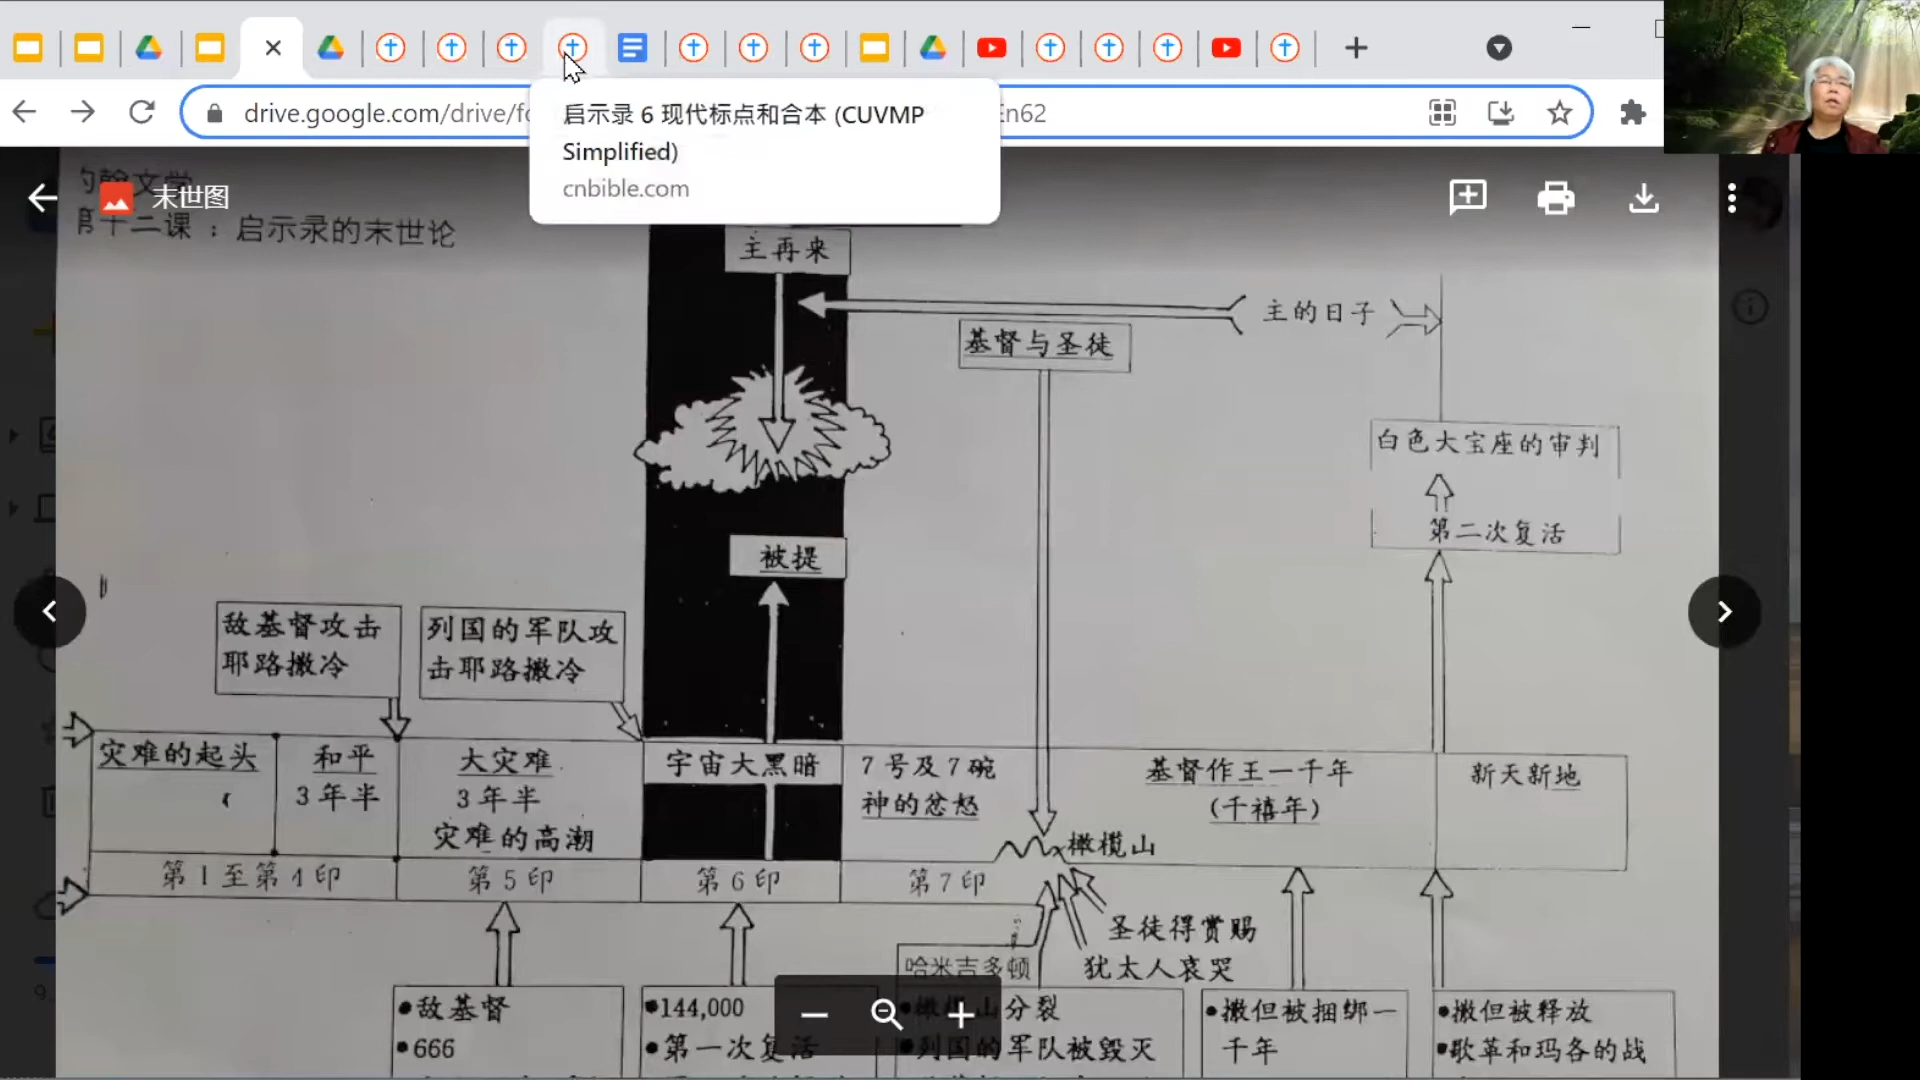 drive.google.com/drive/fo
En62
启示录 6 现代标点和合本 (CUVMP
Simplified)
cnbible.com
末世图
约翰文学
第十二课 : 启示录的末世论
主再来
主的日子
基督与圣徒
白色大宝座的审判
第二次复活
被提
敌基督攻击
耶路撒冷
列国的军队攻
击耶路撒冷
灾难的起头
和平
3年半
大灾难
3年半
灾难的高潮
宇宙大黑暗
7号及7碗
神的忿怒
基督作王一千年
(千禧年)
新天新地
橄榄山
第1至第4印
第5印
第6印
第7印
圣徒得赏赐
犹太人哀哭
哈米吉多顿
•敌基督
•666
•144,000
•第一次复活
•橄榄山分裂
•列国的军队被毁灭
•撒但被捆绑一
千年
•撒但被释放
•歌革和玛各的战